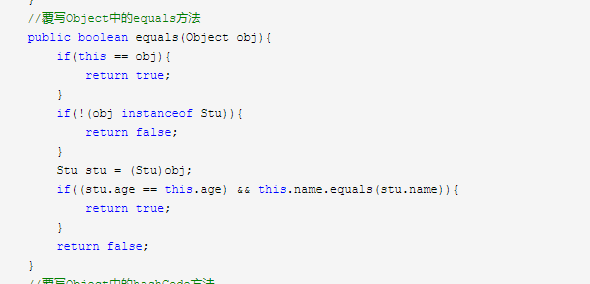 }
//覆写Object中的equals方法
public boolean equals(Object obj){
if(this == obj){
return true;
}
if(!(obj instanceof Stu)){
return false;
}
Stu stu = (Stu)obj;
if((stu.age == this.age) && this.name.equals(stu.name)){
return true;
}
return false;
}
//覆写Object中的hashCode方法